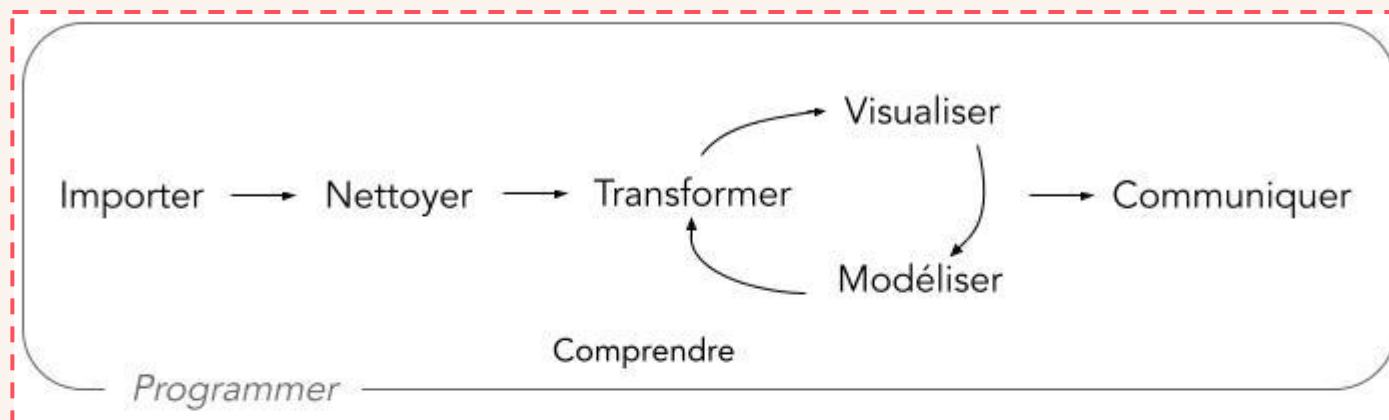 Visualiser
Importer Nettoyer Transformer Communiquer
Modéliser
Comprendre
Programmer